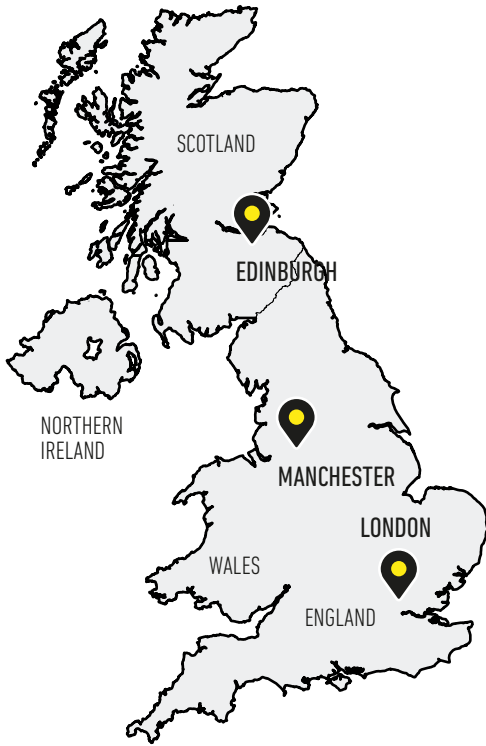 SCOTLAND
EDINBURGH
NORTHERN
IRELAND
MANCHESTER
LONDON
WALES
ENGLAND